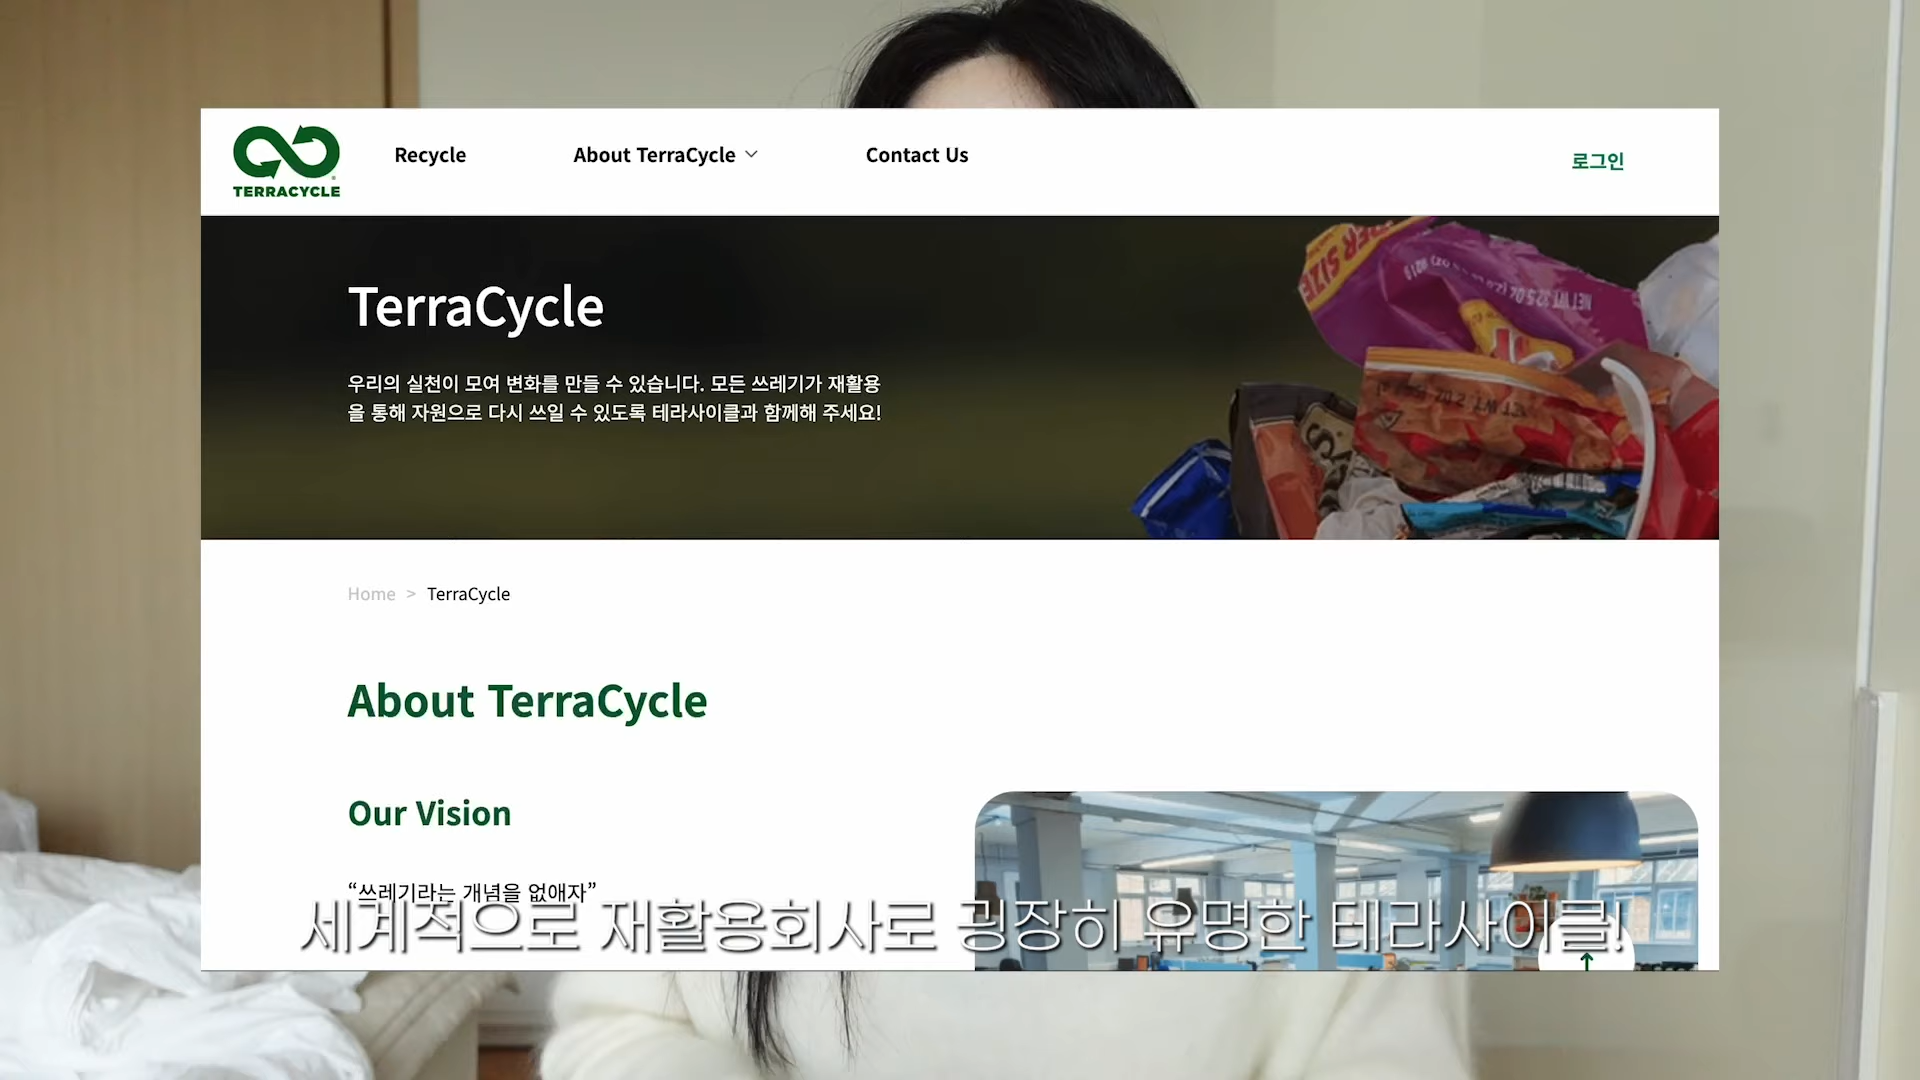 TERRACYCLE
Recycle
About TerraCycle
Contact Us
로그인
TerraCycle
우리의 실천이 모여 변화를 만들 수 있습니다. 모든 쓰레기가 재활용
을 통해 자원으로 다시 쓰일 수 있도록 테라사이클과 함께해 주세요!
NET WT
Home > TerraCycle
About TerraCycle
Our Vision
“쓰레기라는 개념을 없애자”
세계적으로 재활용회사로 굉장히 유명한 테라사이클!